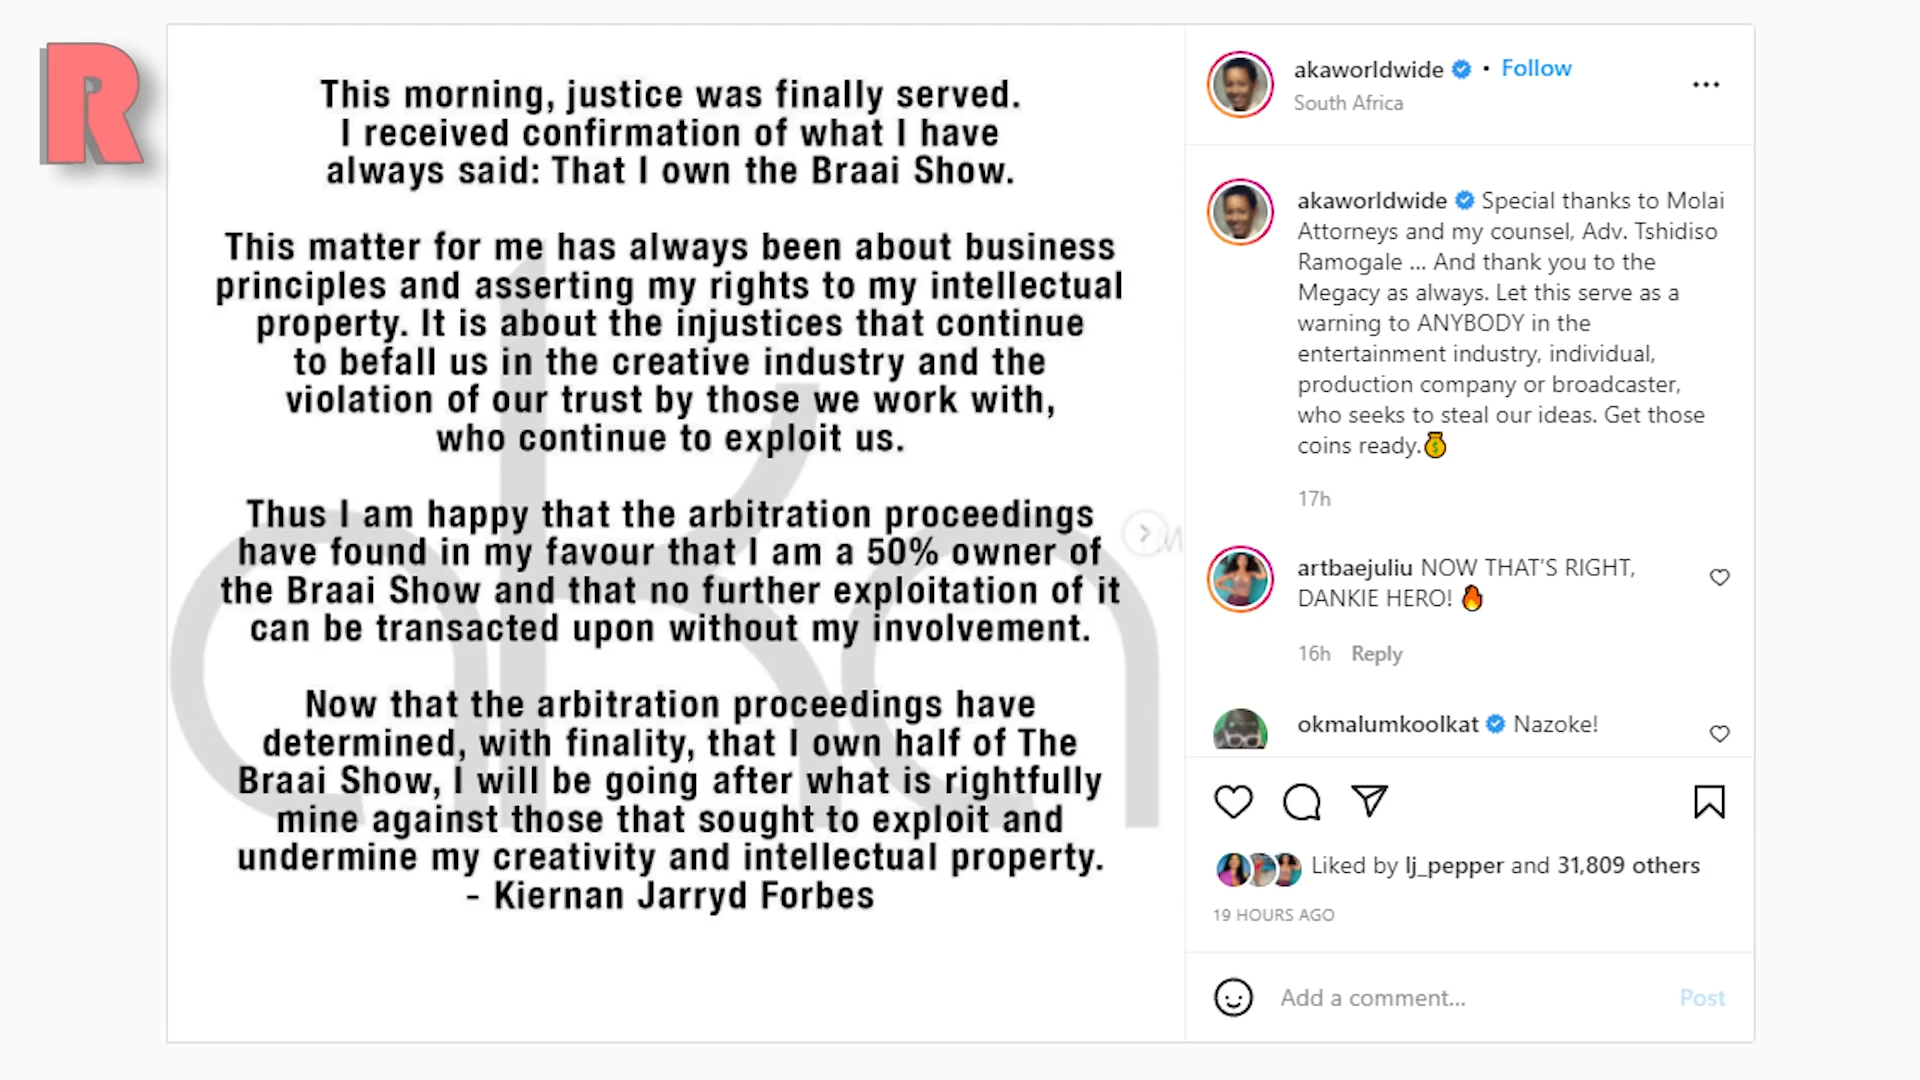 R
This morning, justice was finally served.
I received confirmation of what I have
always said: That I own the Braai Show.
This matter for me has always been about business
principles and asserting my rights to my intellectual
property. It is about the injustices that continue
to befall us in the creative industry and the
violation of our trust by those we work with,
who continue to exploit us.
Thus I am happy that the arbitration proceedings
have found in my favour that I am a 50% owner of
the Braai Show and that no further exploitation of it
can be transacted upon without my involvement.
Now that the arbitration proceedings have
determined, with finality, that I own half of The
Braai Show, I will be going after what is rightfully
mine against those that sought to exploit and
undermine my creativity and intellectual property.
- Kiernan Jarryd Forbes
aka
akaworldwide • Follow
South Africa
akaworldwide Special thanks to Molai
Attorneys and my counsel, Adv. Tshidiso
Ramogale ... And thank you to the
Megacy as always. Let this serve as a
warning to ANYBODY in the
entertainment industry, individual,
production company or broadcaster,
who seeks to steal our ideas. Get those
coins ready.💰
17h
artbaejuliu NOW THAT'S RIGHT,
DANKIE HERO! 🔥
16h Reply
okmalumkoolkat Nazoke!
Liked by lj_pepper and 31,809 others
19 HOURS AGO
Add a comment... Post